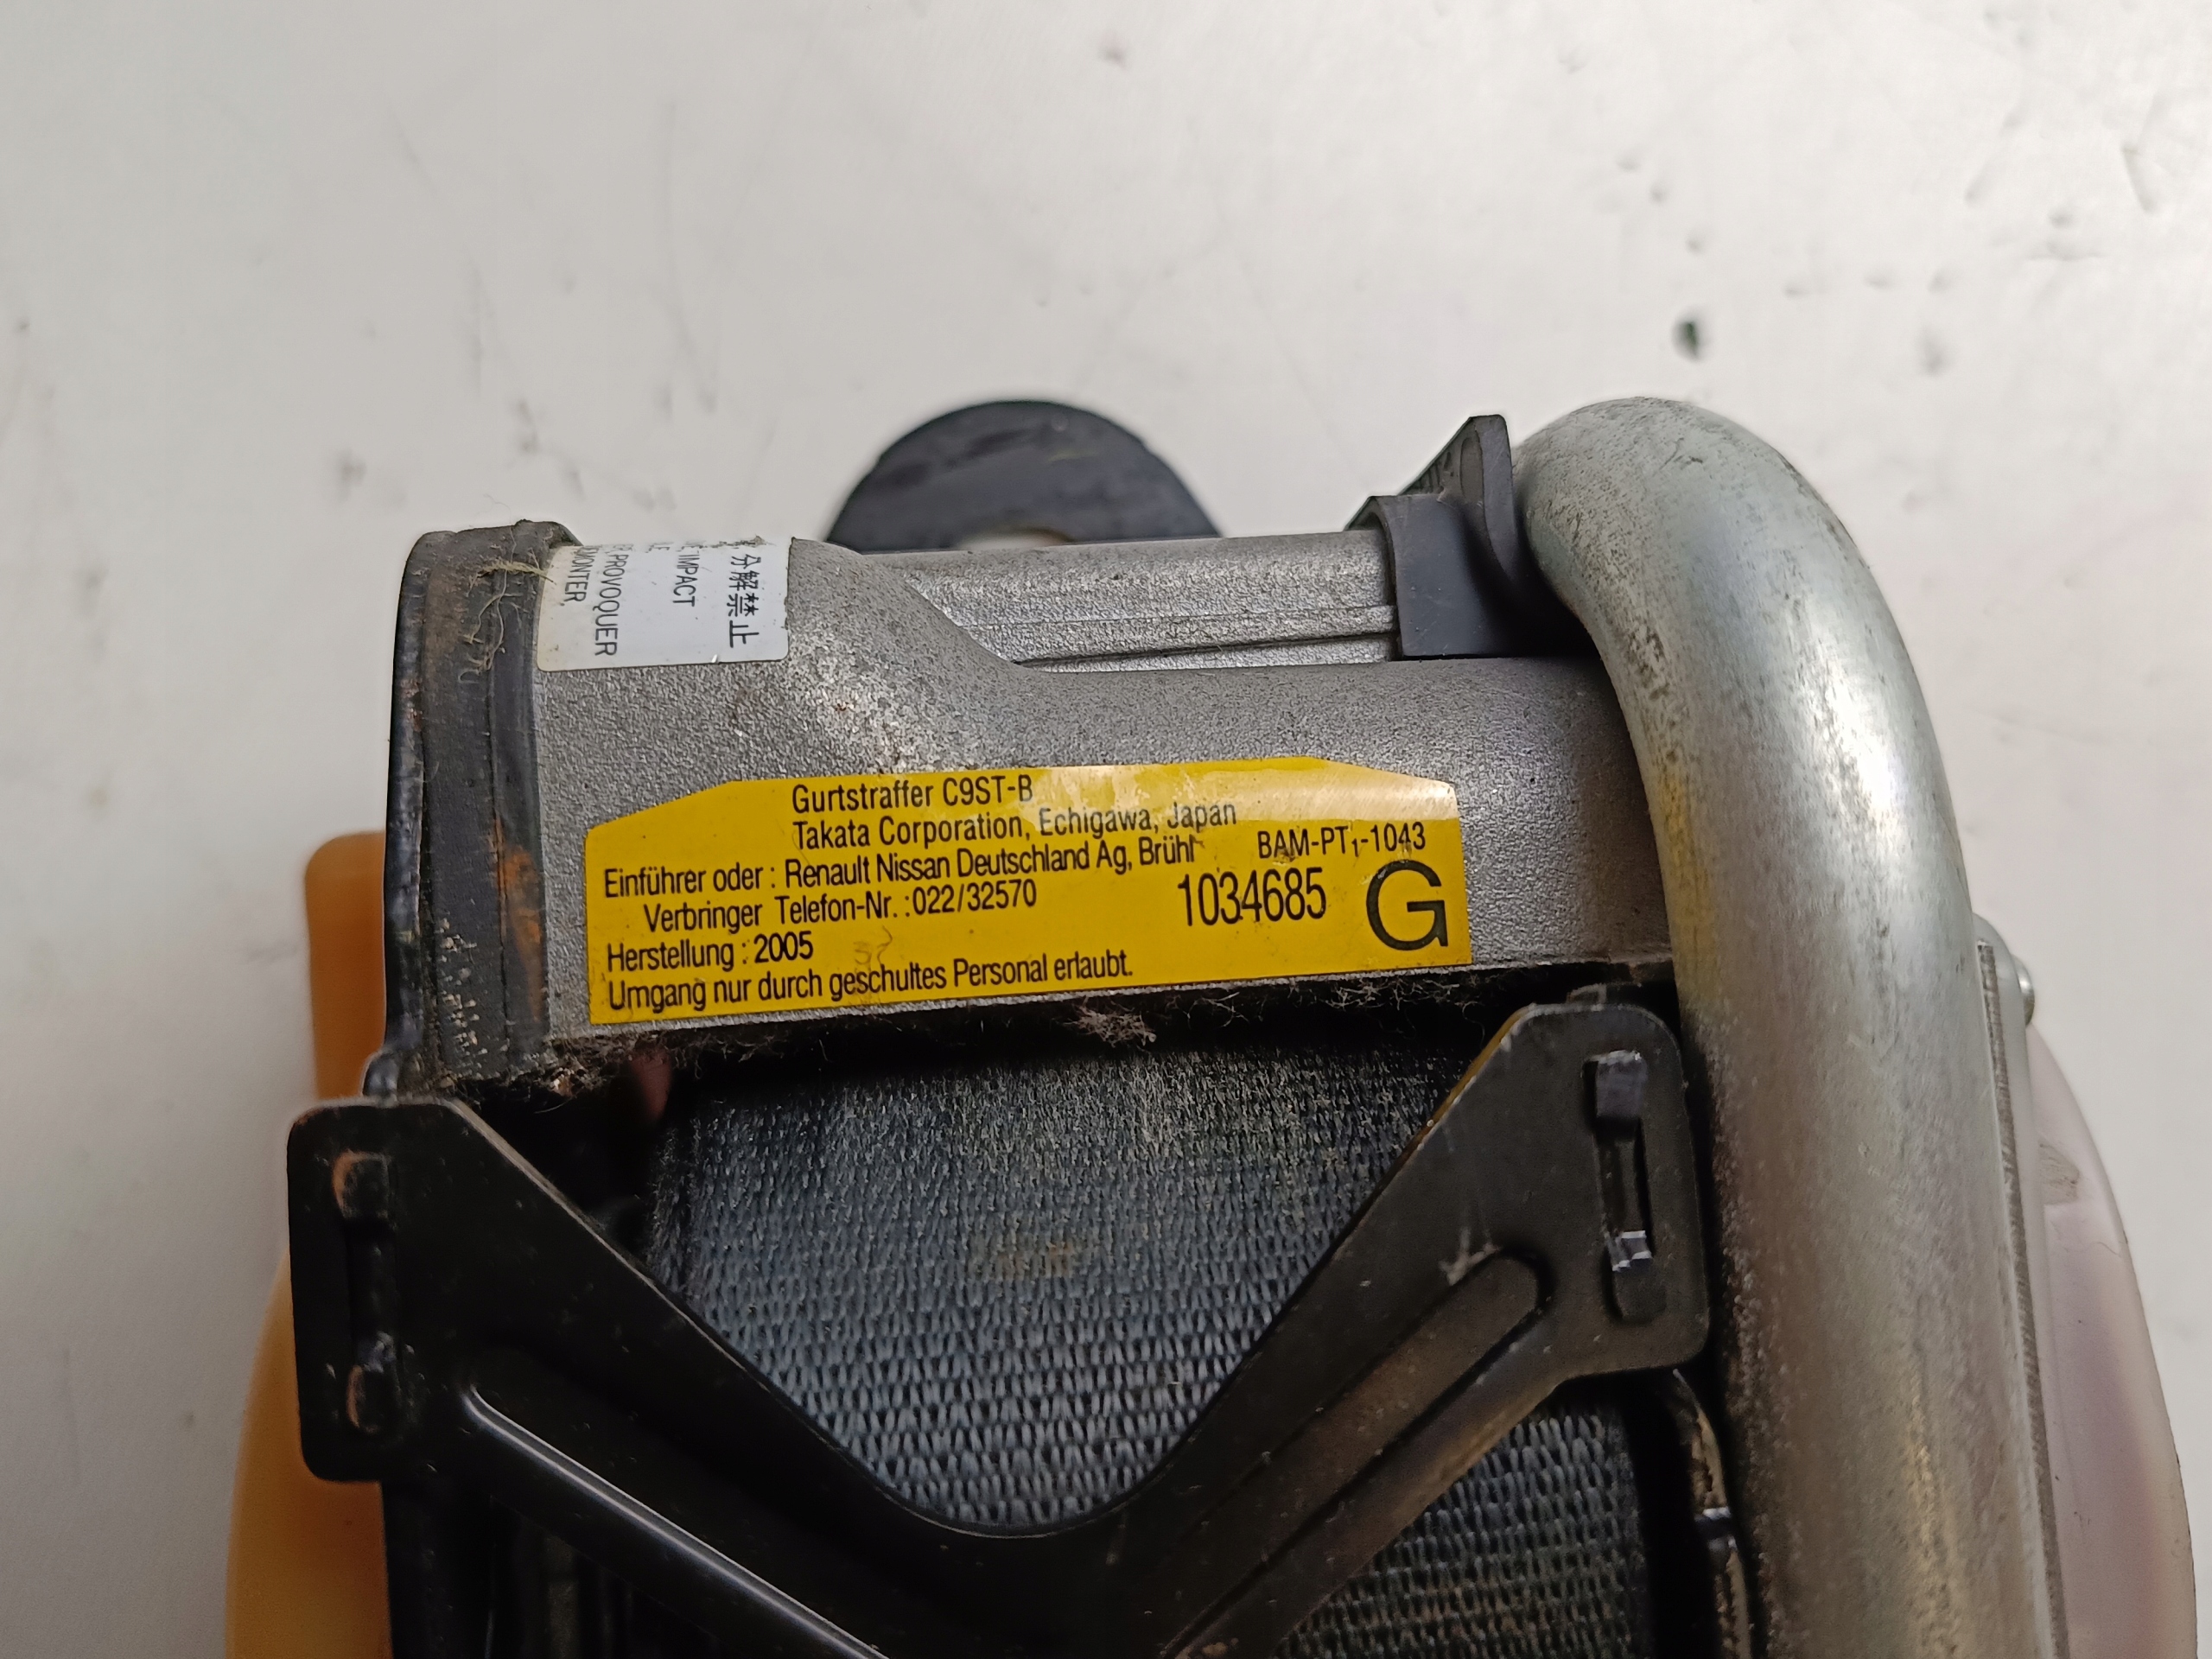 分解禁止
IMPACT
PROVOQUER
Gurtstraffer C9ST-B
Takata Corporation, Echigawa, Japan
Einführer oder : Renault Nissan Deutschland Ag, Brühl BAM-PT1-1043
Verbringer Telefon-Nr. :022/32570 1034685 G
Herstellung : 2005
Umgang nur durch geschultes Personal erlaubt.